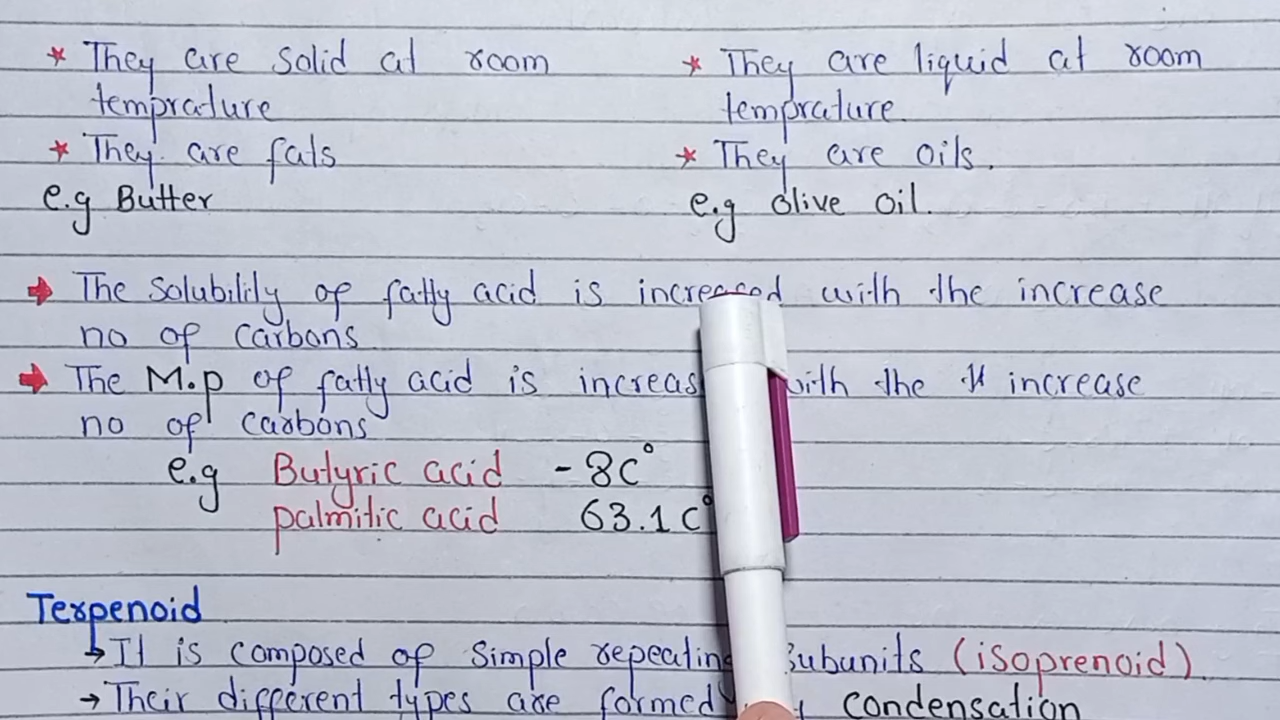 * They are solid at room
temprature
* They are fats
e.g Butter
* They are liquid at room
temprature.
* They are oils.
e.g olive oil.
➡ The solubility of fatty acid is increased with the increase
no of carbons
➡ The M.p of fatty acid is increas with the increase
no of carbons
e.g Butyric acid -8c°
palmitic acid 63.1c°
Terpenoid
→ It is composed of simple repeating subunits (isoprenoid).
→ Their different types are formed condensation